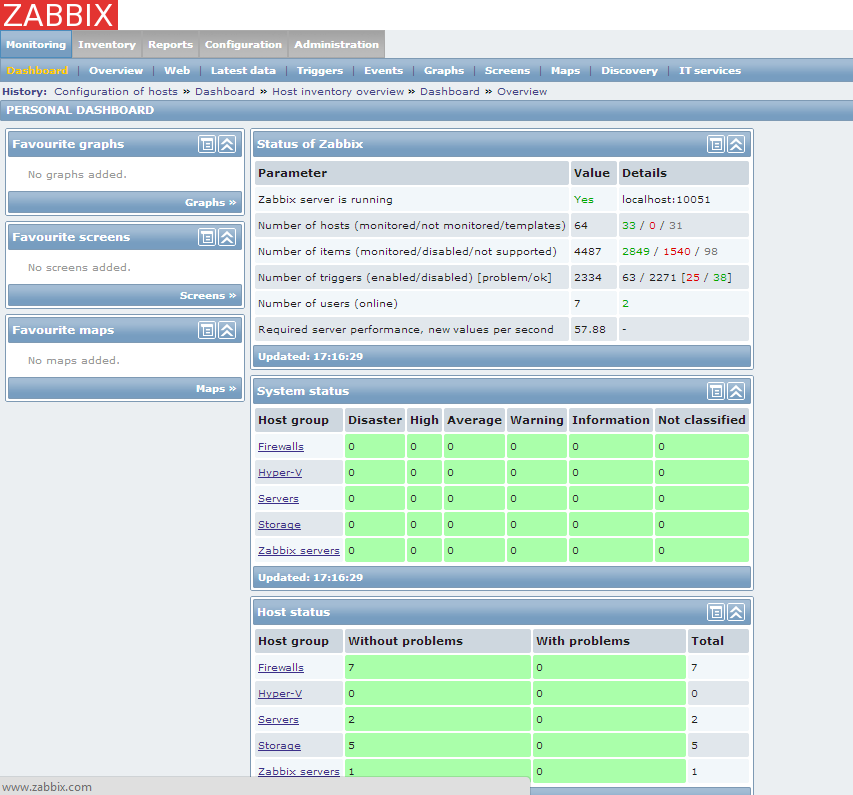 ZABBIX
Monitoring Inventory Reports Configuration Administration
Dashboard | Overview | Web | Latest data | Triggers | Events | Graphs | Screens | Maps | Discovery | IT services
History: Configuration of hosts » Dashboard » Host inventory overview » Dashboard » Overview
PERSONAL DASHBOARD
Favourite graphs
No graphs added.
Graphs »
Favourite screens
No screens added.
Screens »
Favourite maps
No maps added.
Maps »
Status of Zabbix
Parameter Value Details
Zabbix server is running Yes localhost:10051
Number of hosts (monitored/not monitored/templates) 64 33 / 0 / 31
Number of items (monitored/disabled/not supported) 4487 2849 / 1540 / 98
Number of triggers (enabled/disabled) [problem/ok] 2334 63 / 2271 [25 / 38]
Number of users (online) 7 2
Required server performance, new values per second 57.88 -
Updated: 17:16:29
System status
Host group Disaster High Average Warning Information Not classified
Firewalls 0 0 0 0 0 0
Hyper-V 0 0 0 0 0 0
Servers 0 0 0 0 0 0
Storage 0 0 0 0 0 0
Zabbix servers 0 0 0 0 0 0
Updated: 17:16:29
Host status
Host group Without problems With problems Total
Firewalls 7 0 7
Hyper-V 0 0 0
Servers 2 0 2
Storage 5 0 5
Zabbix servers 1 0 1
www.zabbix.com